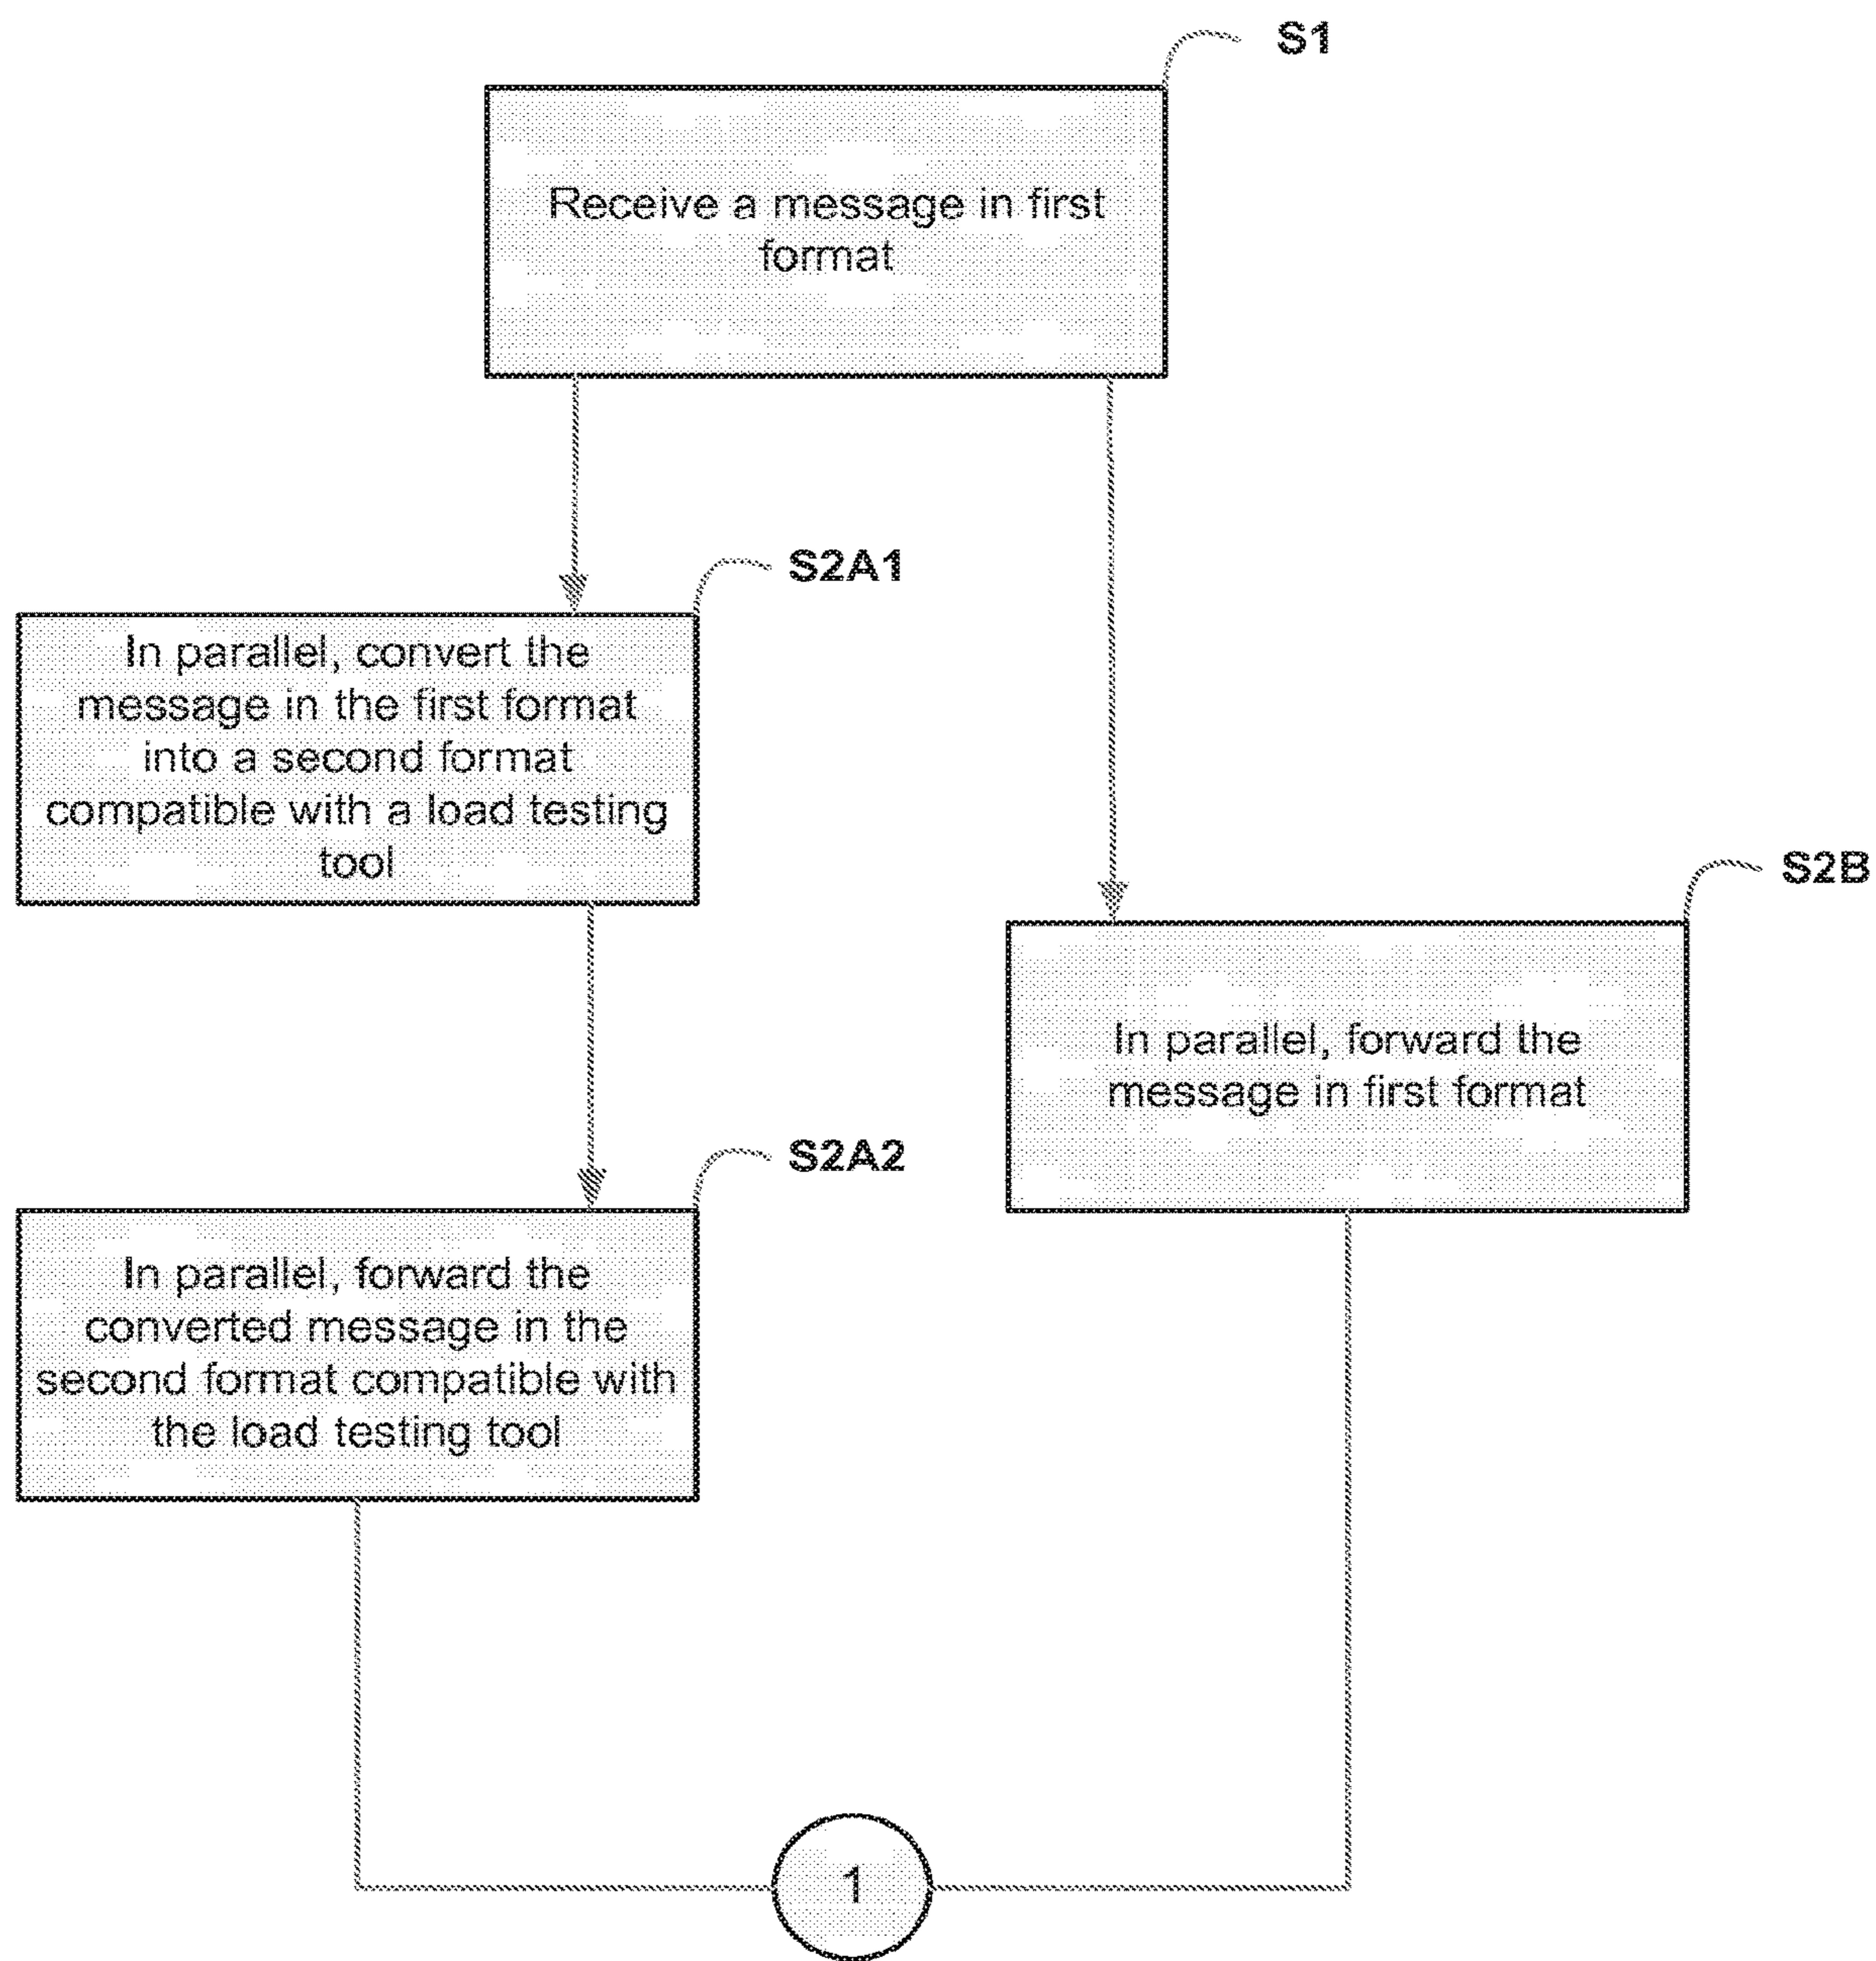 S1
Receive a message in first
format
S2A1
In parallel, convert the
message in the first format
into a second format
compatible with a load testing
tool
S2B
In parallel, forward the
message in first format
S2A2
In parallel, forward the
converted message in the
second format compatible with
the load testing tool
1